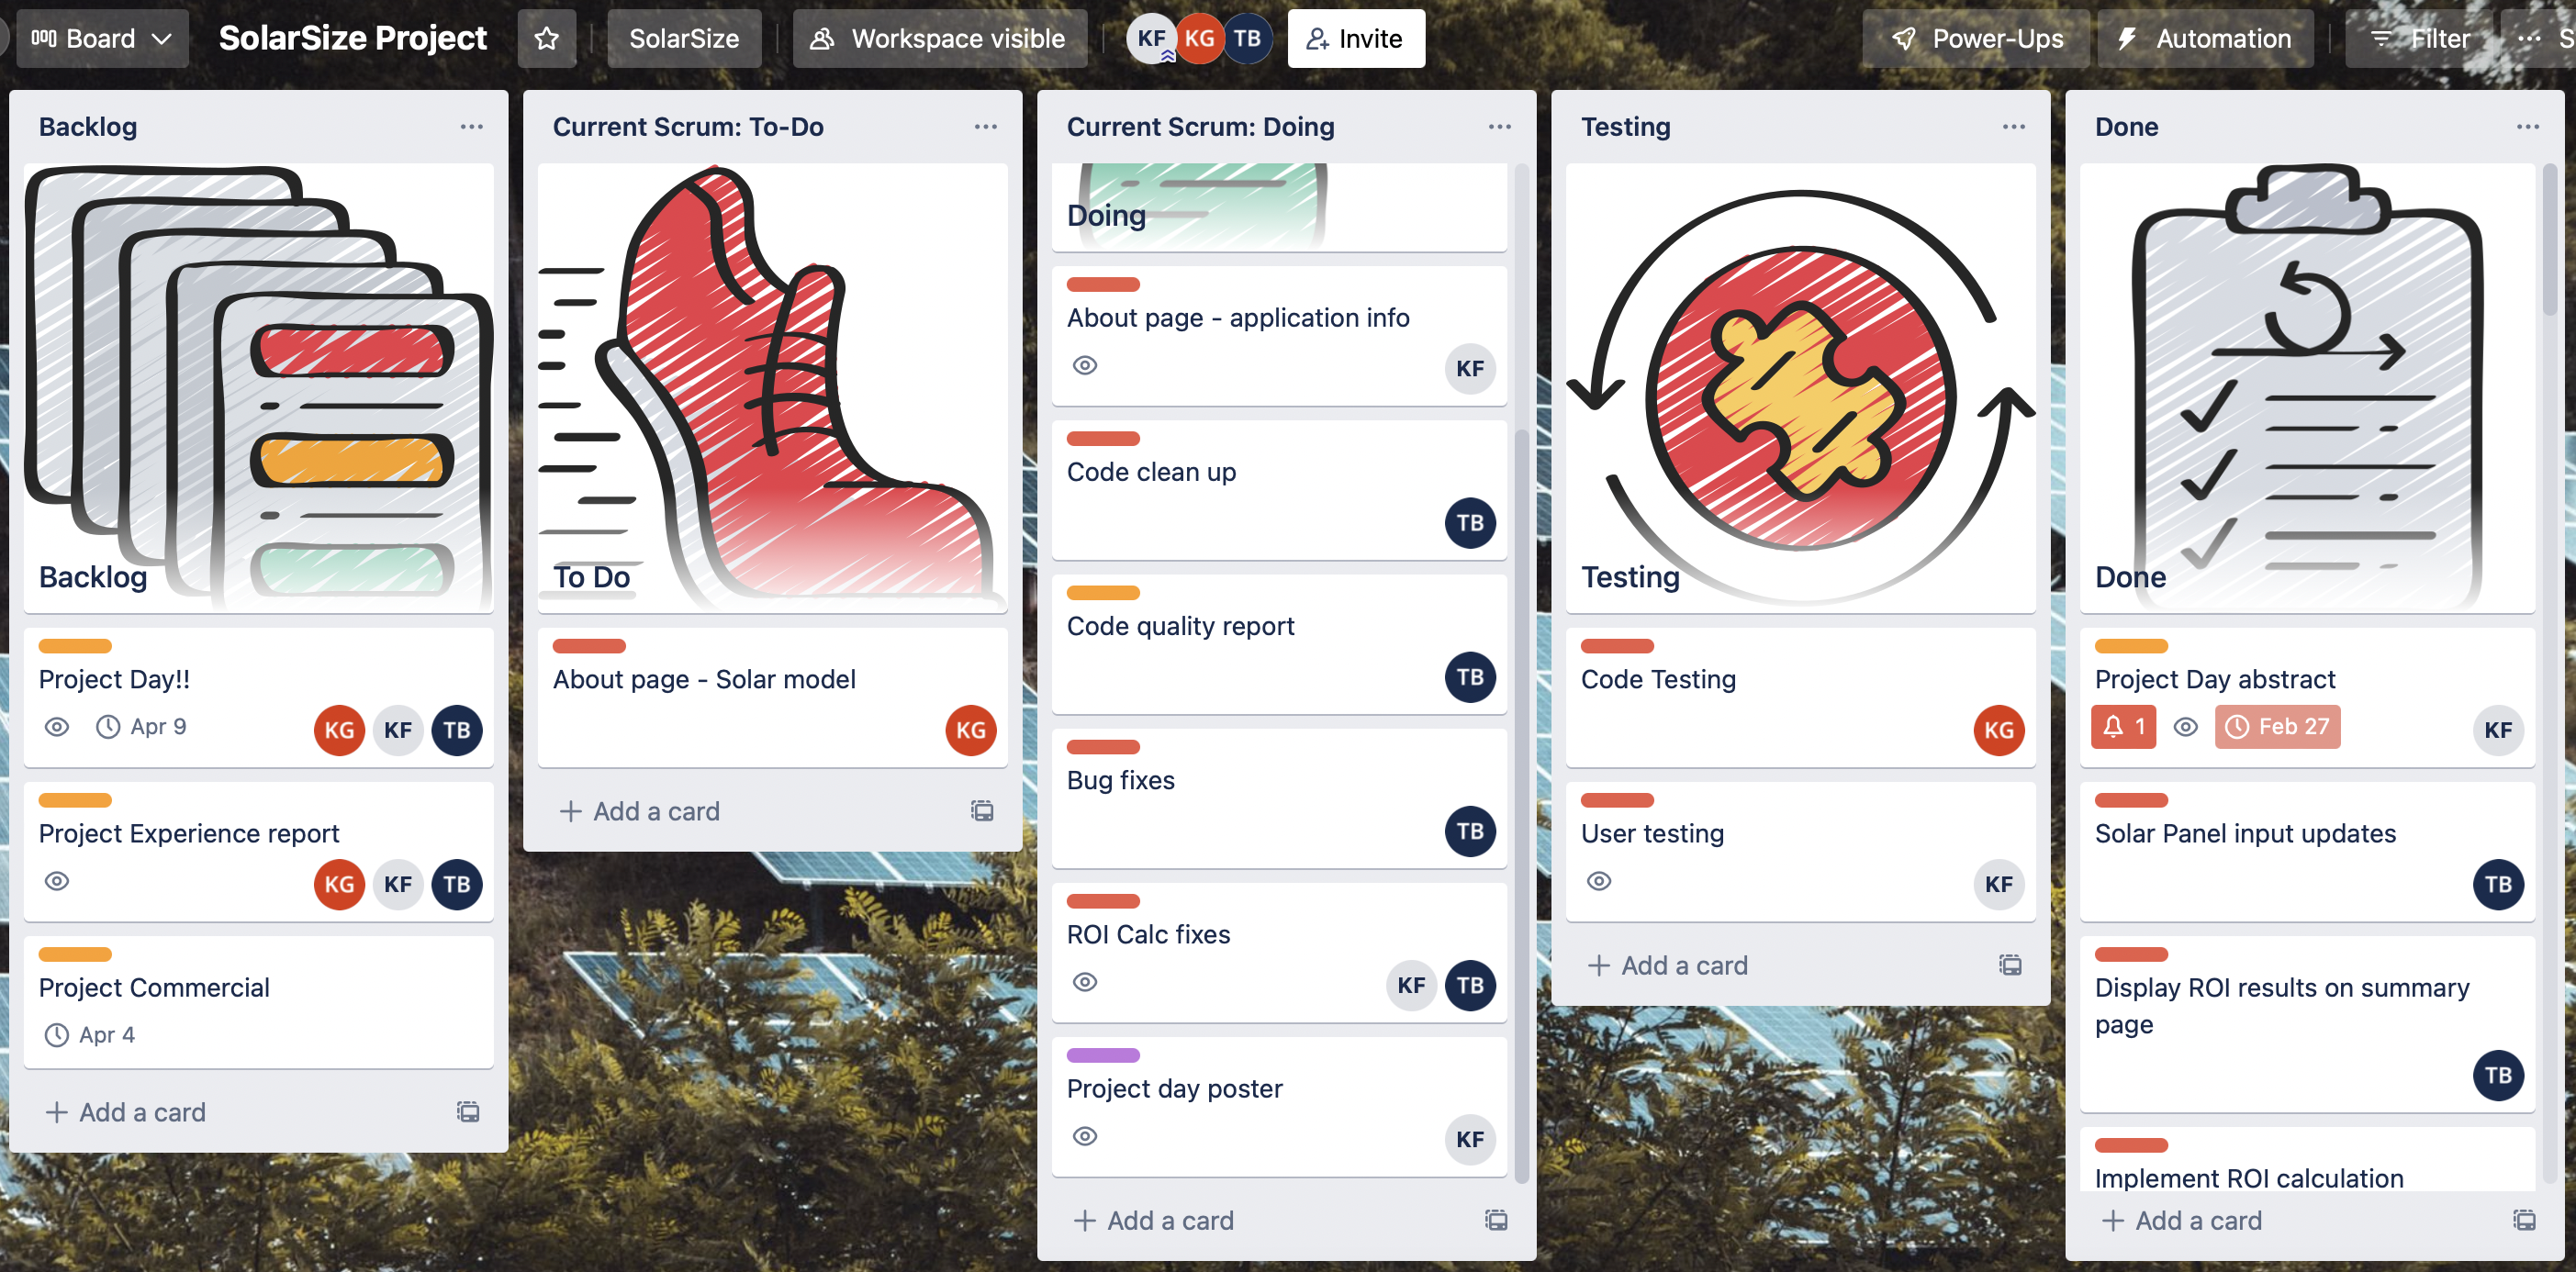 Board
SolarSize Project
SolarSize
Workspace visible
KF
KG
TB
Invite
Power-Ups
Automation
Filter
Backlog
Backlog
Project Day!!
Apr 9
KG KF TB
Project Experience report
KG KF TB
Project Commercial
Apr 4
+ Add a card
Current Scrum: To-Do
To Do
About page - Solar model
KG
+ Add a card
Current Scrum: Doing
Doing
About page - application info
KF
Code clean up
TB
Code quality report
TB
Bug fixes
TB
ROI Calc fixes
KF TB
Project day poster
KF
+ Add a card
Testing
Testing
Code Testing
KG
User testing
KF
+ Add a card
Done
Done
Project Day abstract
1
Feb 27
KF
Solar Panel input updates
TB
Display ROI results on summary
page
TB
Implement ROI calculation
+ Add a card